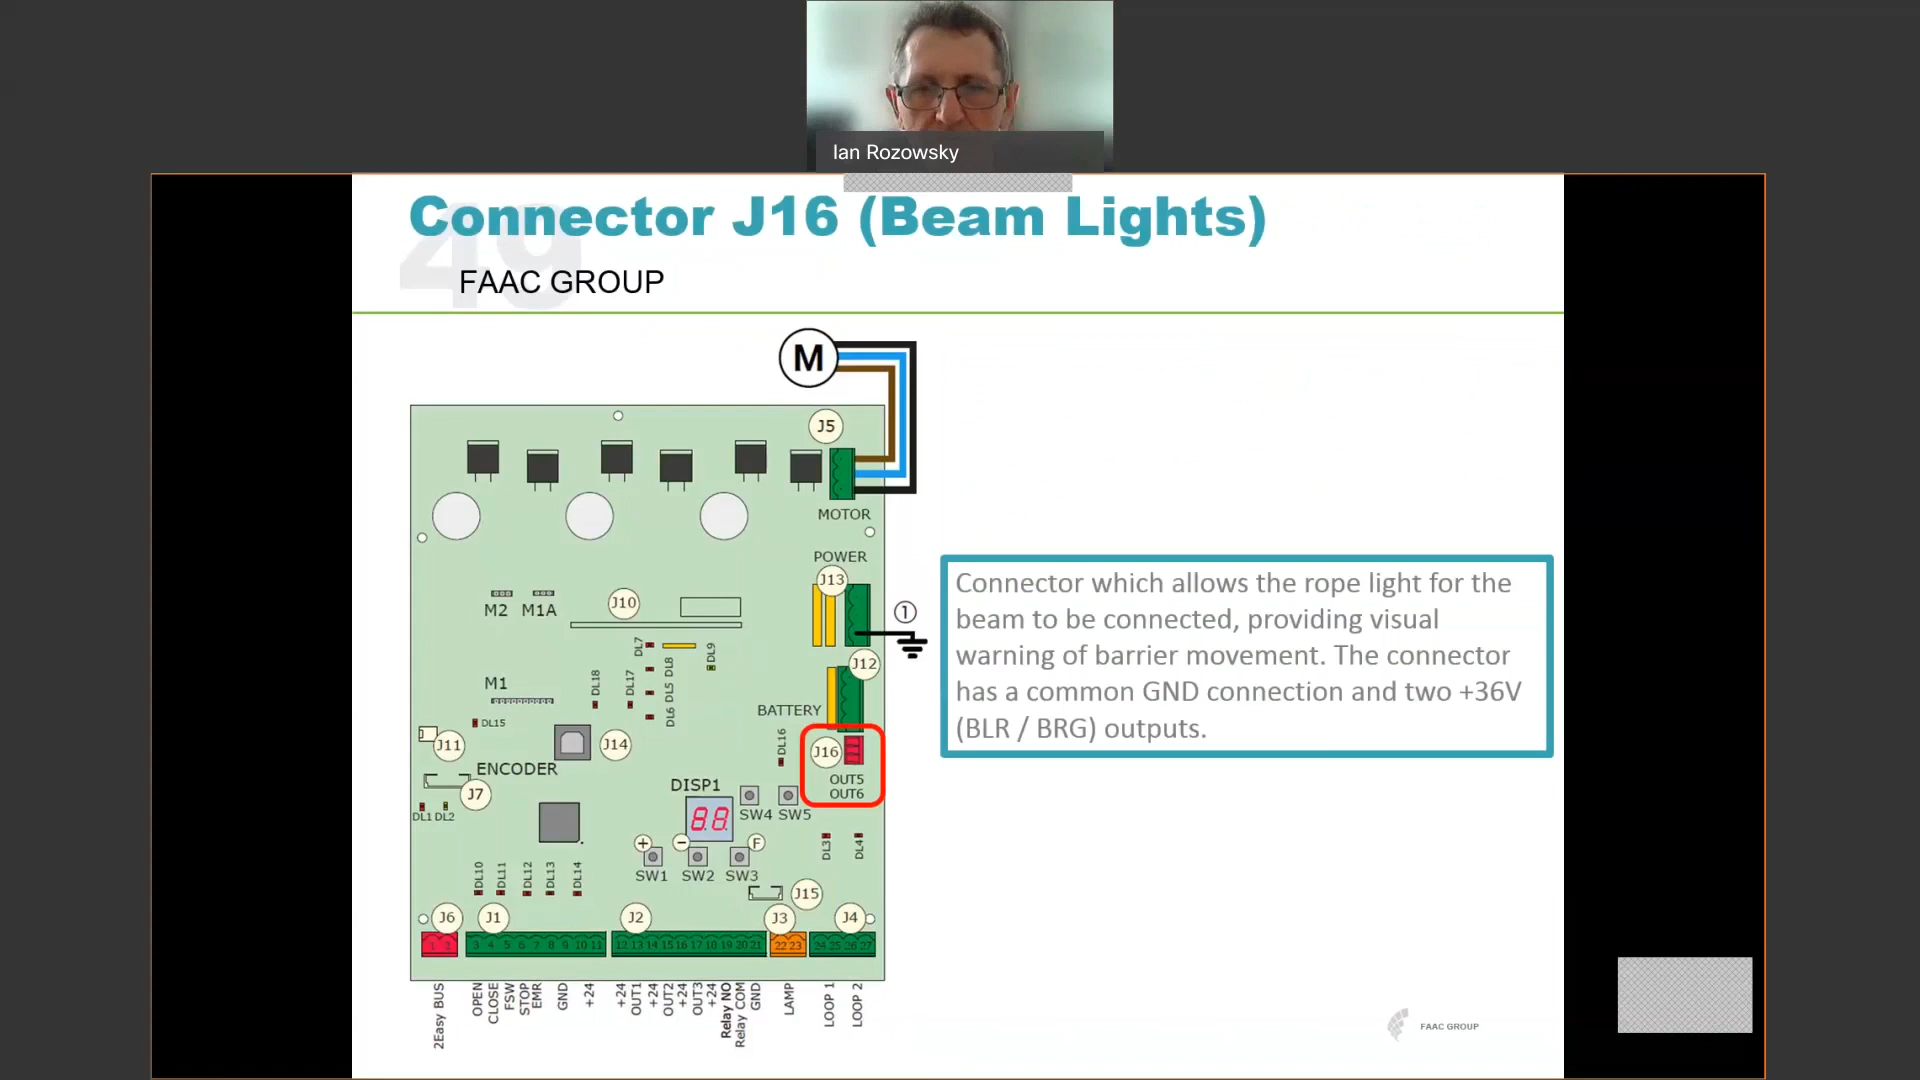 Ian Rozowsky
Connector J16 (Beam Lights)
49
FAAC GROUP
M
J5
MOTOR
POWER
J13
1
J12
M2 M1A
J10
DL7
DL8
DL9
DL5
DL6
DL18
DL17
M1
DL15
BATTERY
J11
J14
DL16
J16
OUT5
OUT6
ENCODER
J7
DL1 DL2
DISP1
88
SW4 SW5
+ − F
SW1 SW2 SW3
DL3
DL4
DL10
DL11
DL12
DL13
DL14
J15
J6 J1 J2 J3 J4
1 2 3 4 5 6 7 8 9 10 11 12 13 14 15 16 17 18 19 20 21 22 23 24 25 26 27
2Easy BUS
OPEN
CLOSE
FSW
STOP
EMR
GND
+24
+24
OUT1
+24
OUT2
+24
OUT3
+24
Relay NO
Relay COM
GND
LAMP
LOOP 1
LOOP 2
Connector which allows the rope light for the
beam to be connected, providing visual
warning of barrier movement. The connector
has a common GND connection and two +36V
(BLR / BRG) outputs.
FAAC GROUP